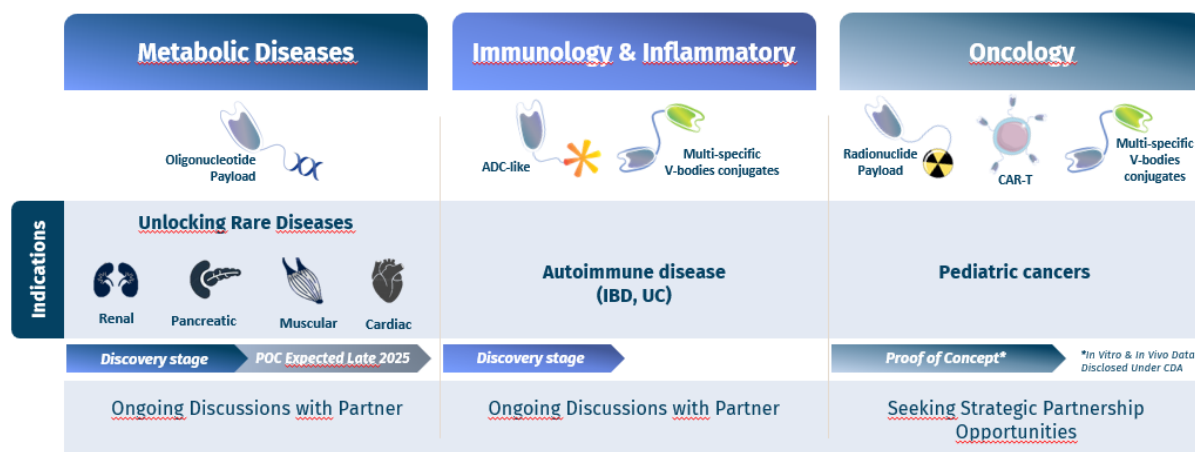 Metabolic Diseases
Immunology & Inflammatory
Oncology
Oligonucleotide
Payload
ADC-like
Multi-specific
V-bodies conjugates
Radionuclide
Payload
CAR-T
Multi-specific
V-bodies
conjugates
Indications
Unlocking Rare Diseases
Renal
Pancreatic
Muscular
Cardiac
Autoimmune disease
(IBD, UC)
Pediatric cancers
Discovery stage
POC Expected Late 2025
Discovery stage
Proof of Concept*
*In Vitro & In Vivo Data
Disclosed Under CDA
Ongoing Discussions with Partner
Ongoing Discussions with Partner
Seeking Strategic Partnership
Opportunities